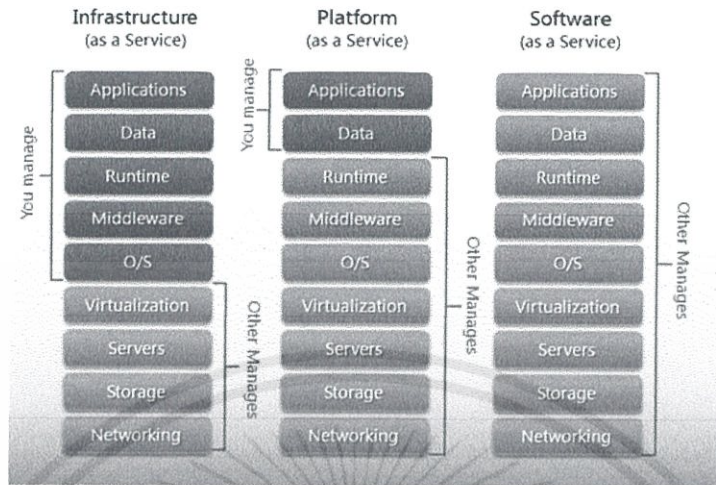 Infrastructure
(as a Service)
You manage
Applications
Data
Runtime
Middleware
O/S
Virtualization
Servers
Storage
Networking
Other Manages
Platform
(as a Service)
You manage
Applications
Data
Runtime
Middleware
O/S
Virtualization
Servers
Storage
Networking
Other Manages
Software
(as a Service)
Applications
Data
Runtime
Middleware
O/S
Virtualization
Servers
Storage
Networking
Other Manages